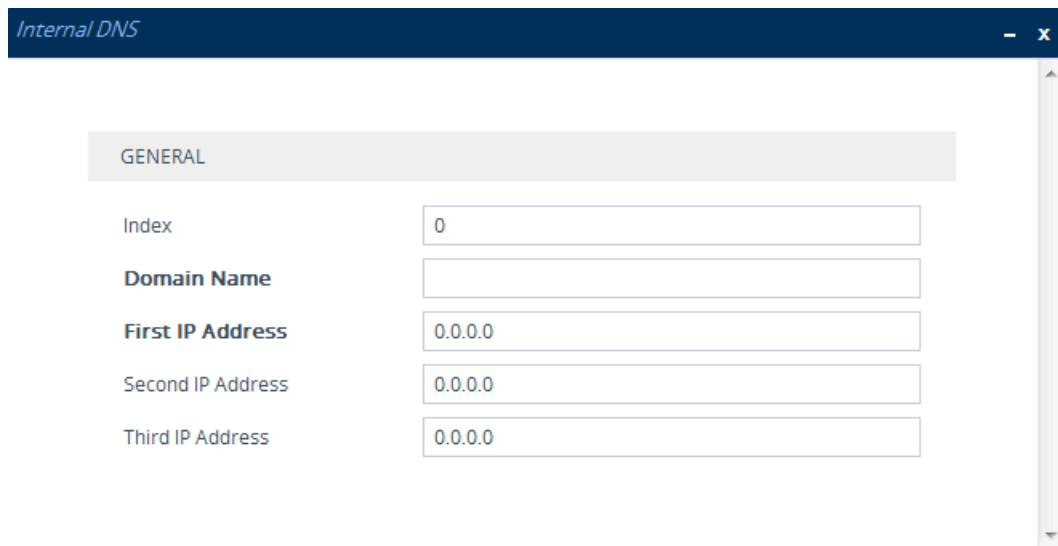 Internal DNS
– x
GENERAL
Index 0
Domain Name
First IP Address 0.0.0.0
Second IP Address 0.0.0.0
Third IP Address 0.0.0.0